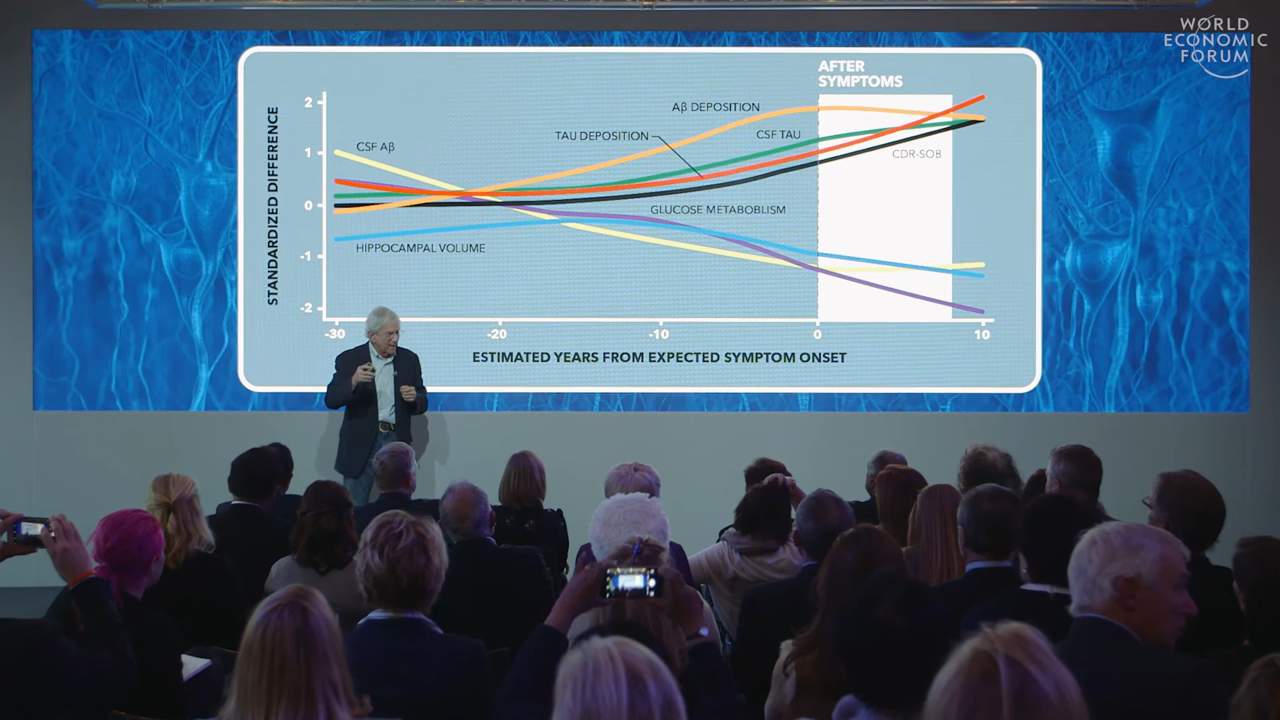 WORLD
ECONOMIC
FORUM
AFTER
SYMPTOMS
STANDARDIZED DIFFERENCE
2
1
0
-1
-2
CSF Aβ
Aβ DEPOSITION
TAU DEPOSITION
CSF TAU
CDR-SOB
GLUCOSE METABOBLISM
HIPPOCAMPAL VOLUME
-30
-20
-10
0
10
ESTIMATED YEARS FROM EXPECTED SYMPTOM ONSET